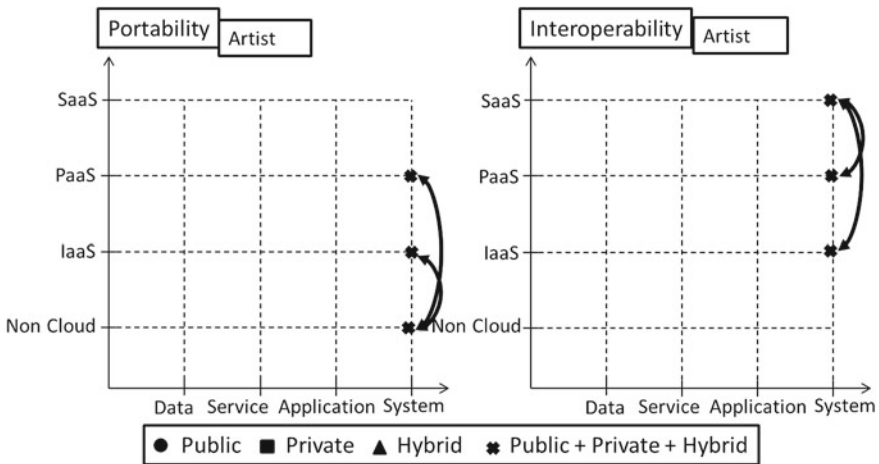 Portability
Artist
SaaS
PaaS
IaaS
Non Cloud
Data Service Application System
Interoperability
Artist
SaaS
PaaS
IaaS
Non Cloud
Data Service Application System
Public Private Hybrid Public + Private + Hybrid